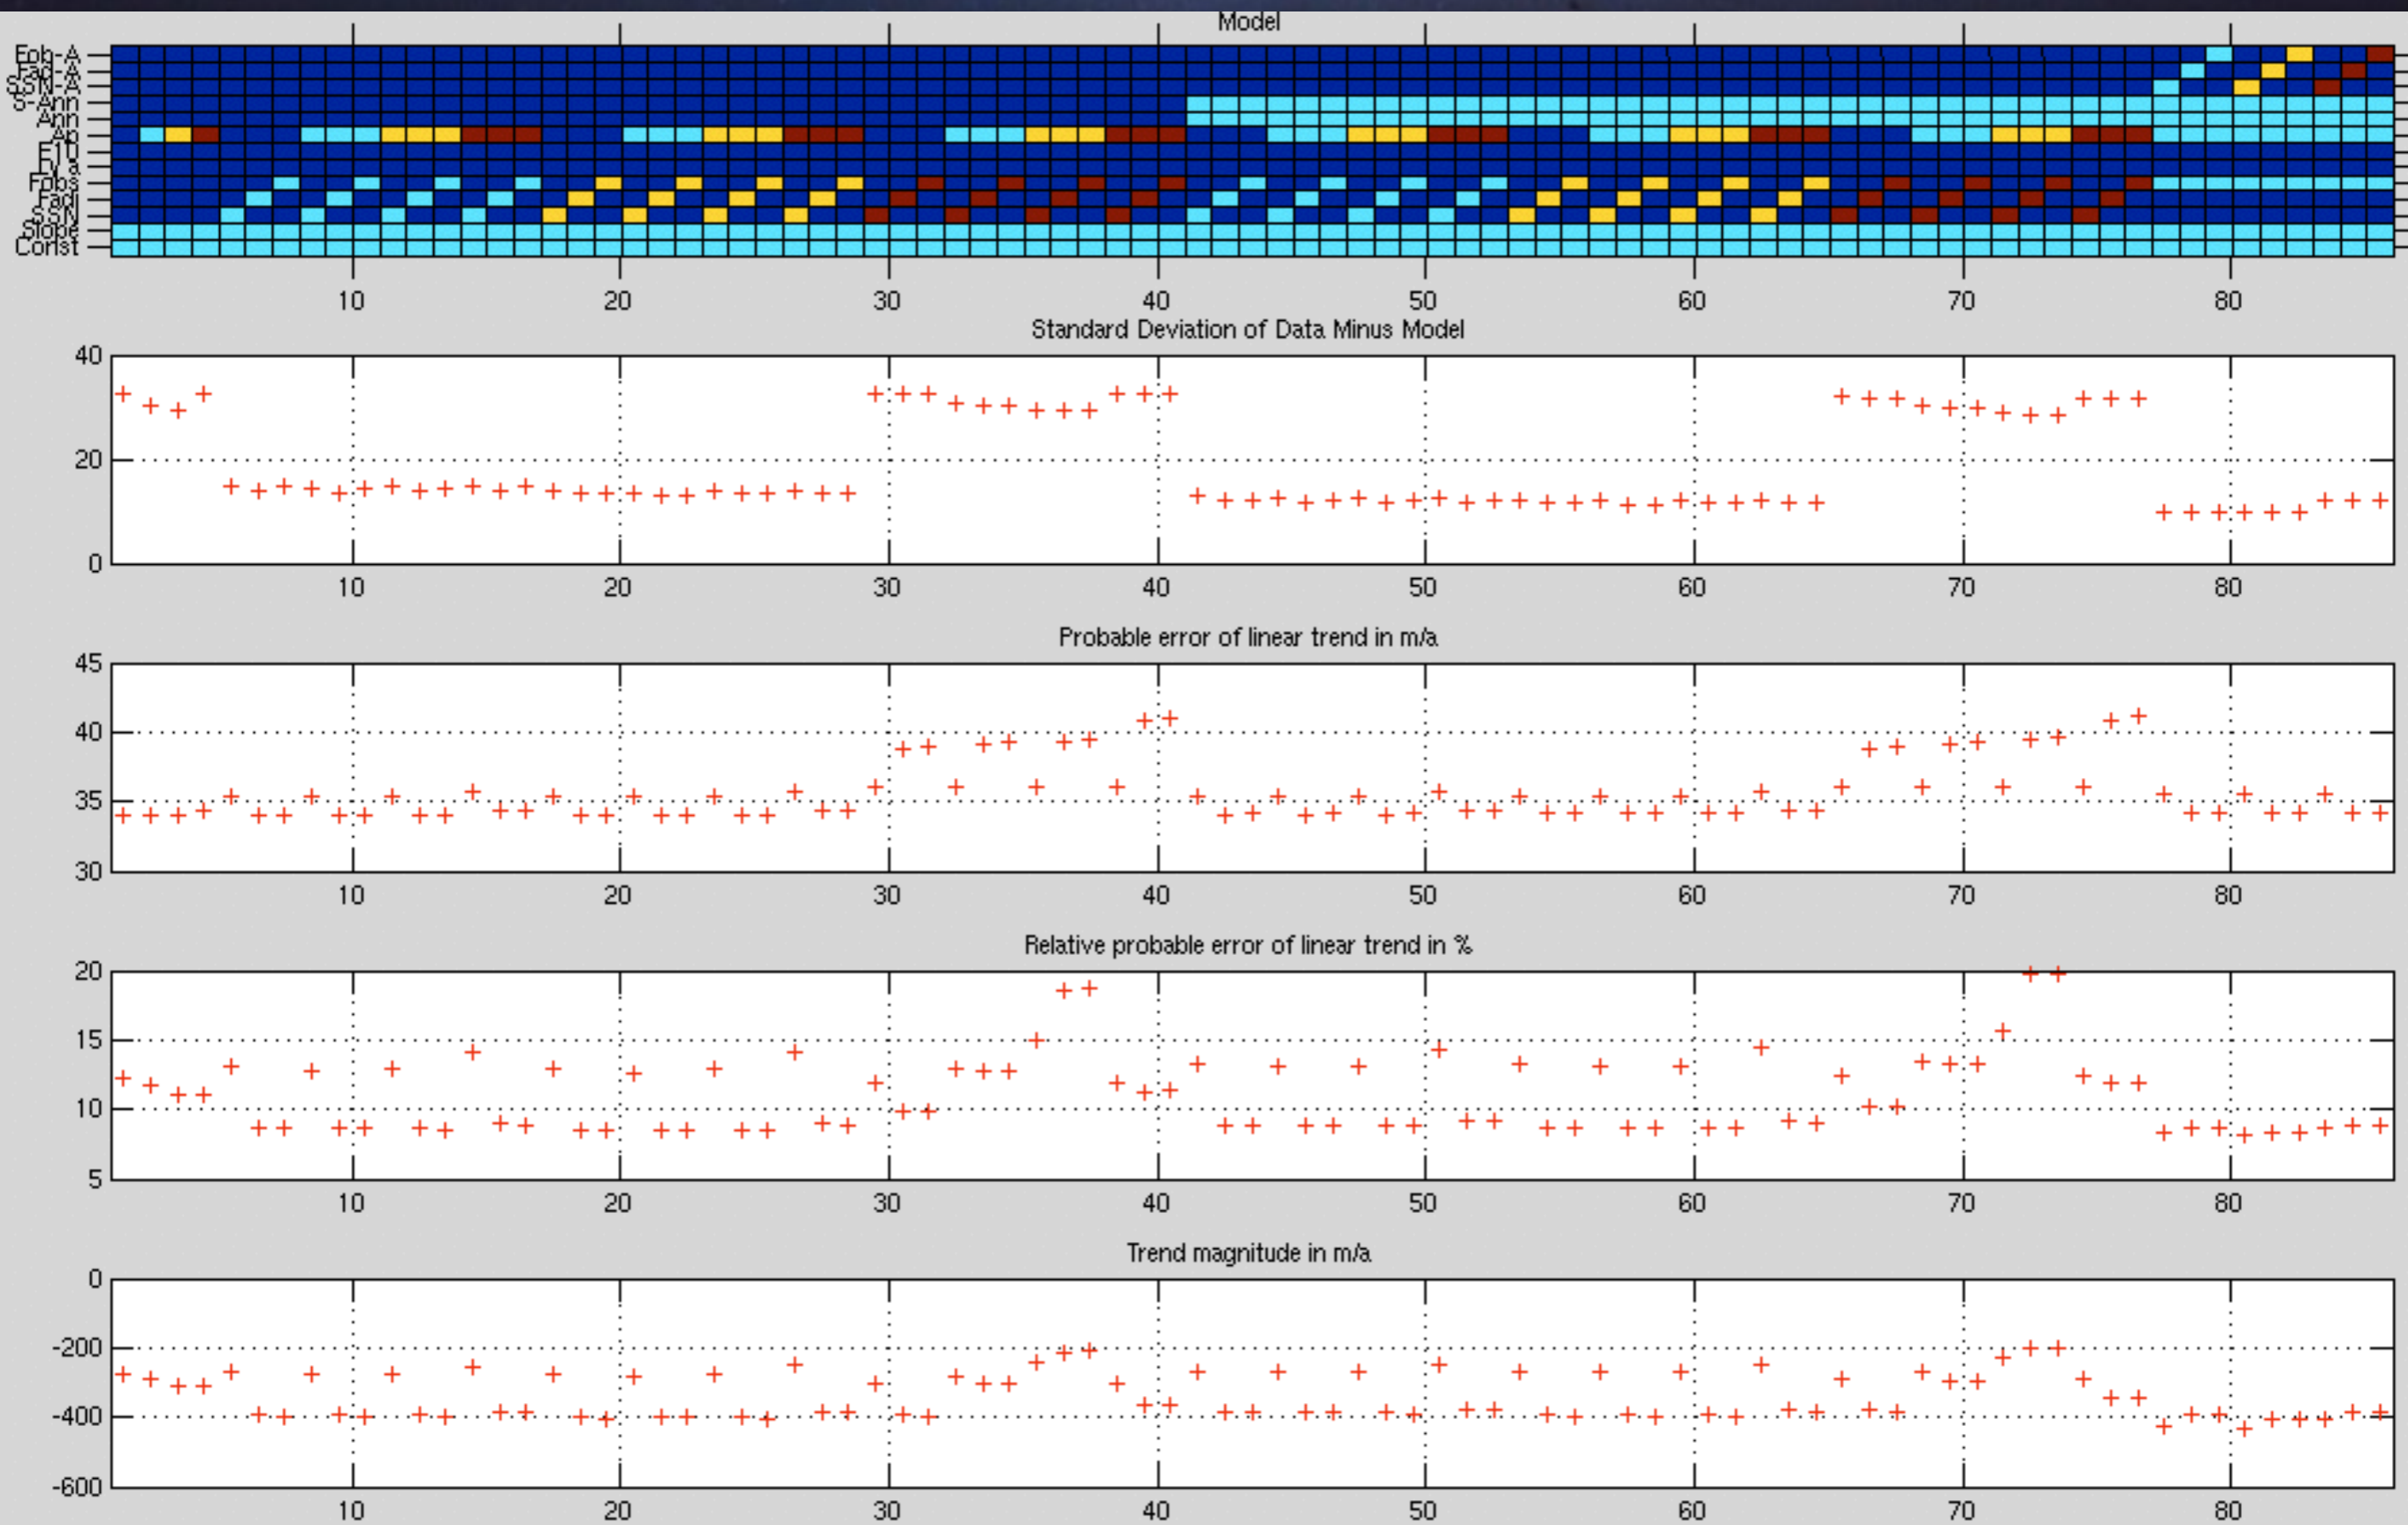 Model
Fob-A
Fad-A
SSN-A
S-Ann
Ann
Ap
Fobs
Fadj
SSN
Slope
Const
10 20 30 40 50 60 70 80
Standard Deviation of Data Minus Model
40
20
0
10 20 30 40 50 60 70 80
Probable error of linear trend in m/a
45
40
35
30
10 20 30 40 50 60 70 80
Relative probable error of linear trend in %
20
15
10
5
10 20 30 40 50 60 70 80
Trend magnitude in m/a
0
-200
-400
-600
10 20 30 40 50 60 70 80